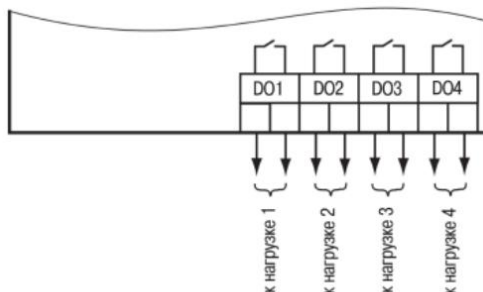 DO1 DO2 DO3 DO4
к нагрузке 1
к нагрузке 2
к нагрузке 3
к нагрузке 4